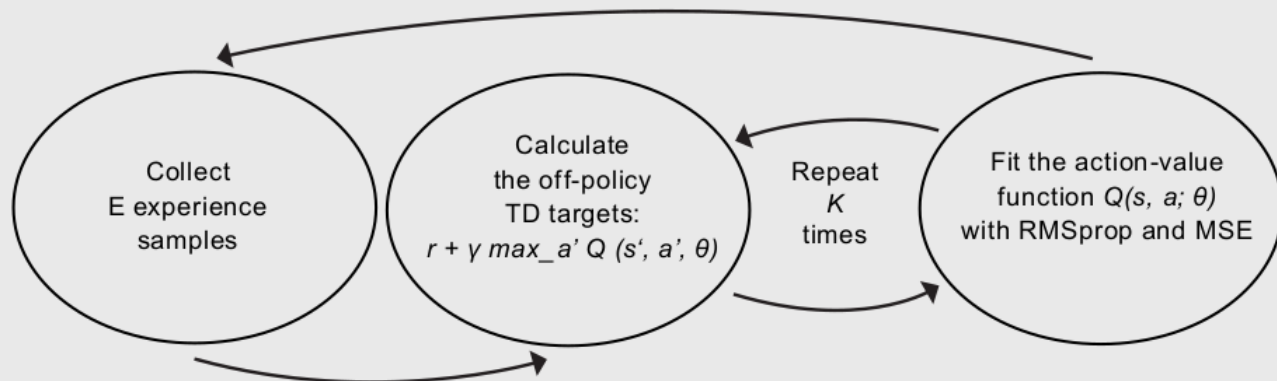 Collect
E experience
samples
Calculate
the off-policy
TD targets:
r + γ max_a’ Q (s‘, a’, θ)
Repeat
K
times
Fit the action-value
function Q(s, a; θ)
with RMSprop and MSE